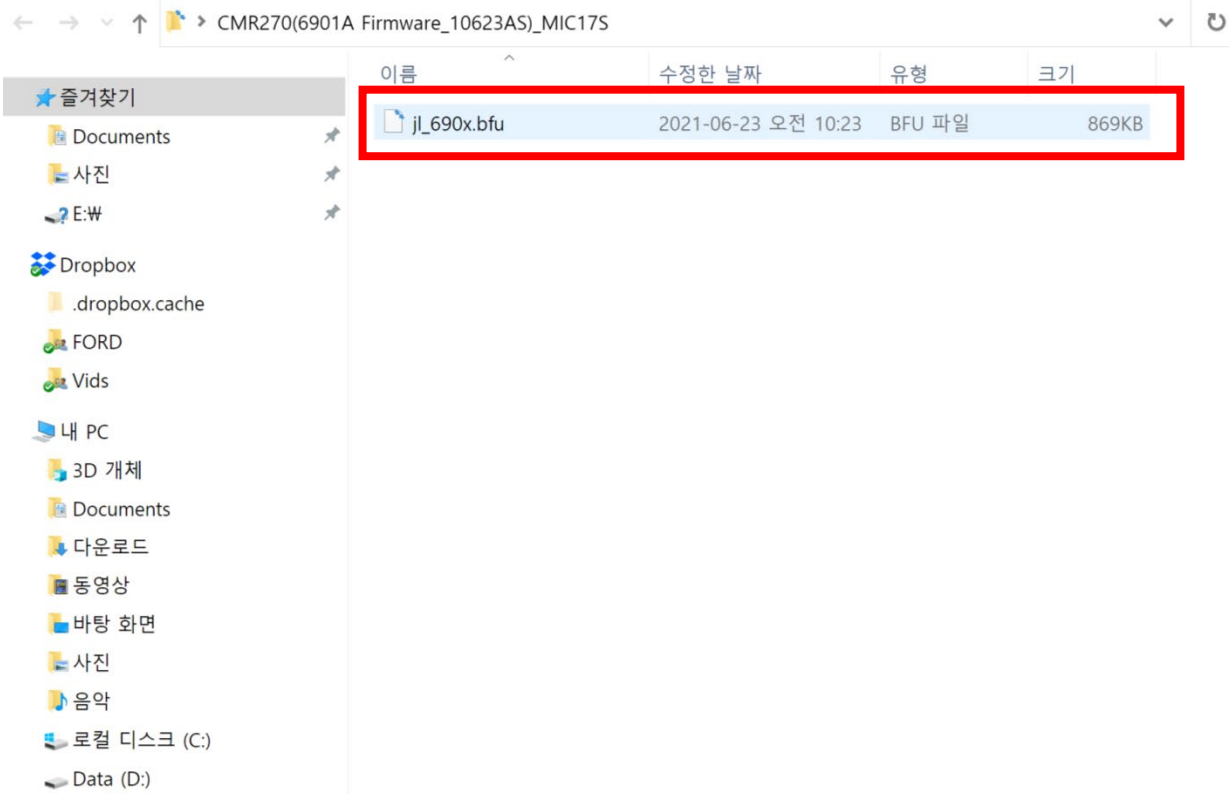 CMR270(6901A Firmware_10623AS)_MIC17S
이름 수정한 날짜 유형 크기
jl_690x.bfu 2021-06-23 오전 10:23 BFU 파일 869KB
즐겨찾기
Documents
사진
E:₩
Dropbox
.dropbox.cache
FORD
Vids
내 PC
3D 개체
Documents
다운로드
동영상
바탕 화면
사진
음악
로컬 디스크 (C:)
Data (D:)